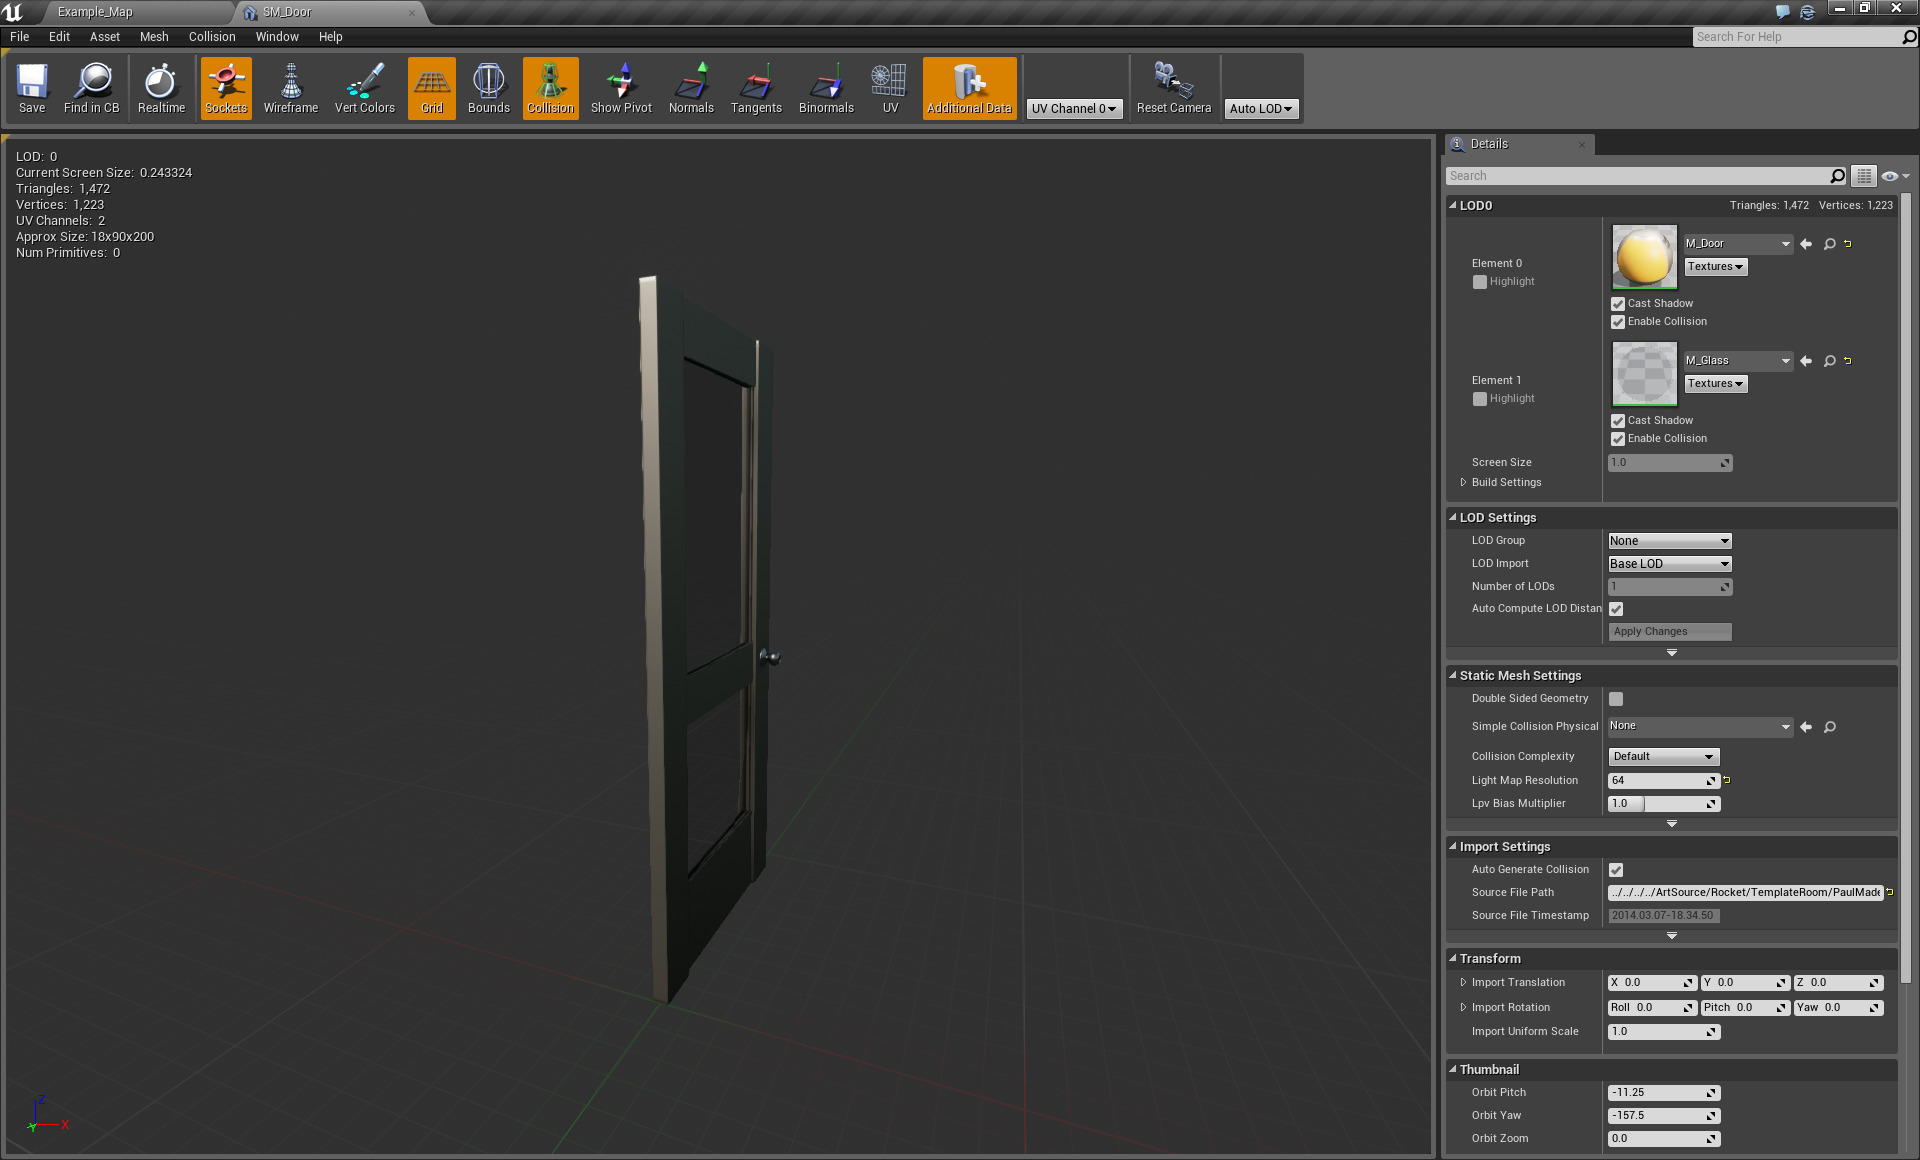 Example_Map
SM_Door
File Edit Asset Mesh Collision Window Help
Search For Help
Save Find in CB Realtime Sockets Wireframe Vert Colors Grid Bounds Collision Show Pivot Normals Tangents Binormals UV Additional Data UV Channel 0 Reset Camera Auto LOD
LOD: 0
Current Screen Size: 0.243324
Triangles: 1,472
Vertices: 1,223
UV Channels: 2
Approx Size: 18x90x200
Num Primitives: 0
Z
X
Y
Details
Search
LOD0 Triangles: 1,472 Vertices: 1,223
M_Door
Element 0 Textures
Highlight
Cast Shadow
Enable Collision
M_Glass
Element 1 Textures
Highlight
Cast Shadow
Enable Collision
Screen Size 1.0
Build Settings
LOD Settings
LOD Group None
LOD Import Base LOD
Number of LODs 1
Auto Compute LOD Distan
Apply Changes
Static Mesh Settings
Double Sided Geometry
Simple Collision Physical None
Collision Complexity Default
Light Map Resolution 64
Lpv Bias Multiplier 1.0
Import Settings
Auto Generate Collision
Source File Path ../../../../ArtSource/Rocket/TemplateRoom/PaulMade
Source File Timestamp 2014.03.07-18.34.50
Transform
Import Translation X 0.0 Y 0.0 Z 0.0
Import Rotation Roll 0.0 Pitch 0.0 Yaw 0.0
Import Uniform Scale 1.0
Thumbnail
Orbit Pitch -11.25
Orbit Yaw -157.5
Orbit Zoom 0.0